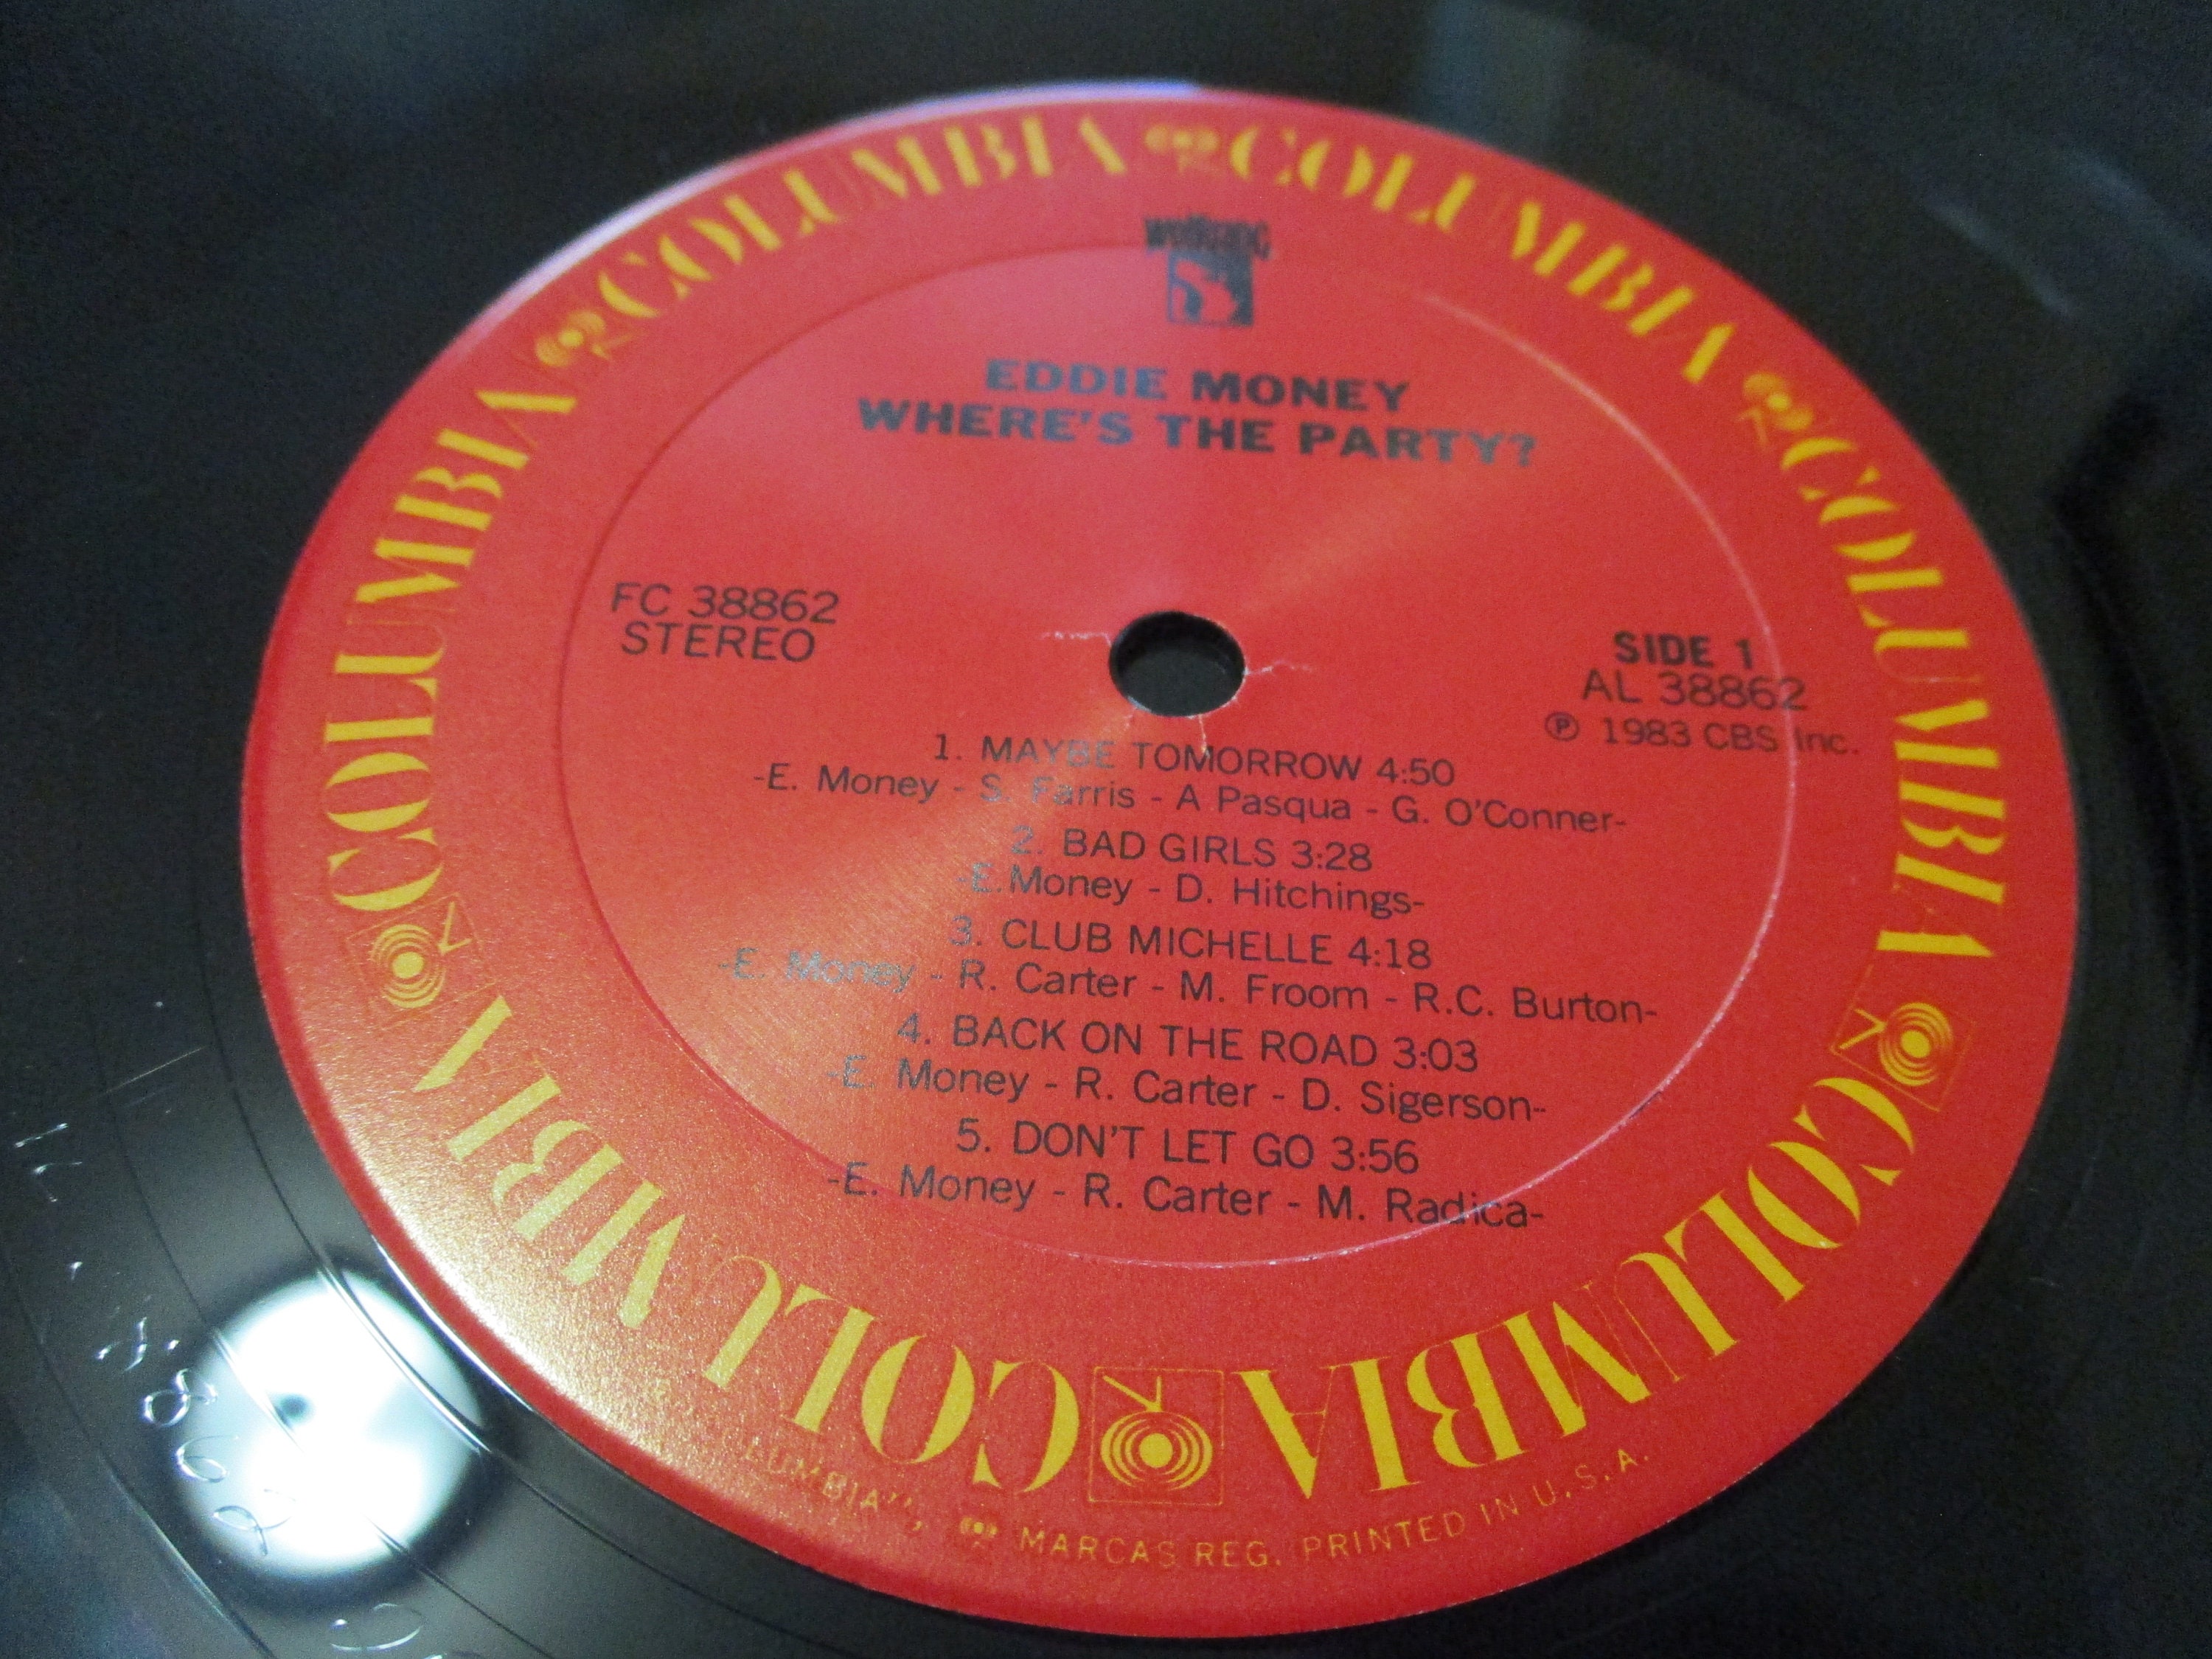 COLUMBIA COLUMBIA COLUMBIA COLUMBIA COLUMBIA COLUMBIA
wolfgang
EDDIE MONEY
WHERE'S THE PARTY?
FC 38862
STEREO
SIDE 1
AL 38862
Ⓟ 1983 CBS Inc.
1. MAYBE TOMORROW 4:50
-E. Money - S. Farris - A Pasqua - G. O'Conner-
2. BAD GIRLS 3:28
-E.Money - D. Hitchings-
3. CLUB MICHELLE 4:18
-E. Money - R. Carter - M. Froom - R.C. Burton-
4. BACK ON THE ROAD 3:03
-E. Money - R. Carter - D. Sigerson-
5. DON'T LET GO 3:56
-E. Money - R. Carter - M. Radica-
LUMBIA", MARCAS REG. PRINTED IN U.S.A.